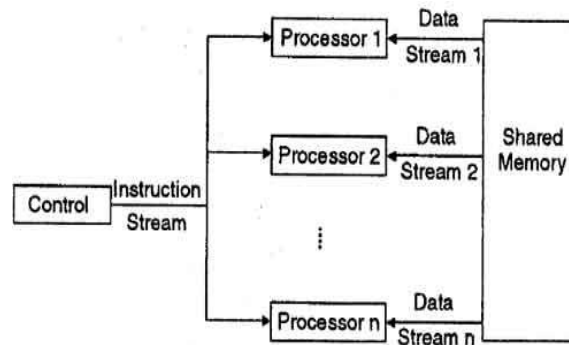 Data
Processor 1
Stream 1
Data
Processor 2
Stream 2
Shared
Memory
Instruction
Control
Stream
Data
Processor n
Stream n